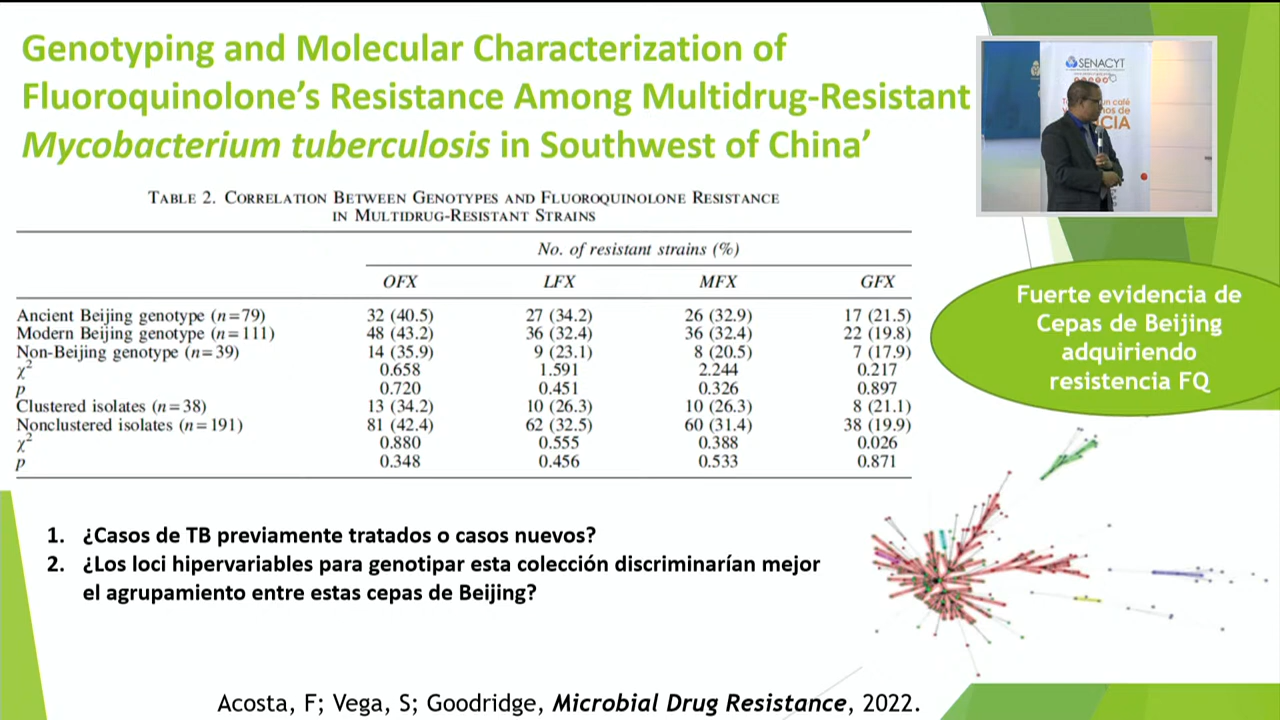 Genotyping and Molecular Characterization of
Fluoroquinolone’s Resistance Among Multidrug-Resistant
Mycobacterium tuberculosis in Southwest of China’
SENACYT
un café
CIA
TABLE 2. CORRELATION BETWEEN GENOTYPES AND FLUOROQUINOLONE RESISTANCE
IN MULTIDRUG-RESISTANT STRAINS
No. of resistant strains (%)
OFX LFX MFX GFX
Ancient Beijing genotype (n=79) 32 (40.5) 27 (34.2) 26 (32.9) 17 (21.5)
Modern Beijing genotype (n=111) 48 (43.2) 36 (32.4) 36 (32.4) 22 (19.8)
Non-Beijing genotype (n=39) 14 (35.9) 9 (23.1) 8 (20.5) 7 (17.9)
χ² 0.658 1.591 2.244 0.217
p 0.720 0.451 0.326 0.897
Clustered isolates (n=38) 13 (34.2) 10 (26.3) 10 (26.3) 8 (21.1)
Nonclustered isolates (n=191) 81 (42.4) 62 (32.5) 60 (31.4) 38 (19.9)
χ² 0.880 0.555 0.388 0.026
p 0.348 0.456 0.533 0.871
Fuerte evidencia de
Cepas de Beijing
adquiriendo
resistencia FQ
1. ¿Casos de TB previamente tratados o casos nuevos?
2. ¿Los loci hipervariables para genotipar esta colección discriminarían mejor
el agrupamiento entre estas cepas de Beijing?
Acosta, F; Vega, S; Goodridge, Microbial Drug Resistance, 2022.